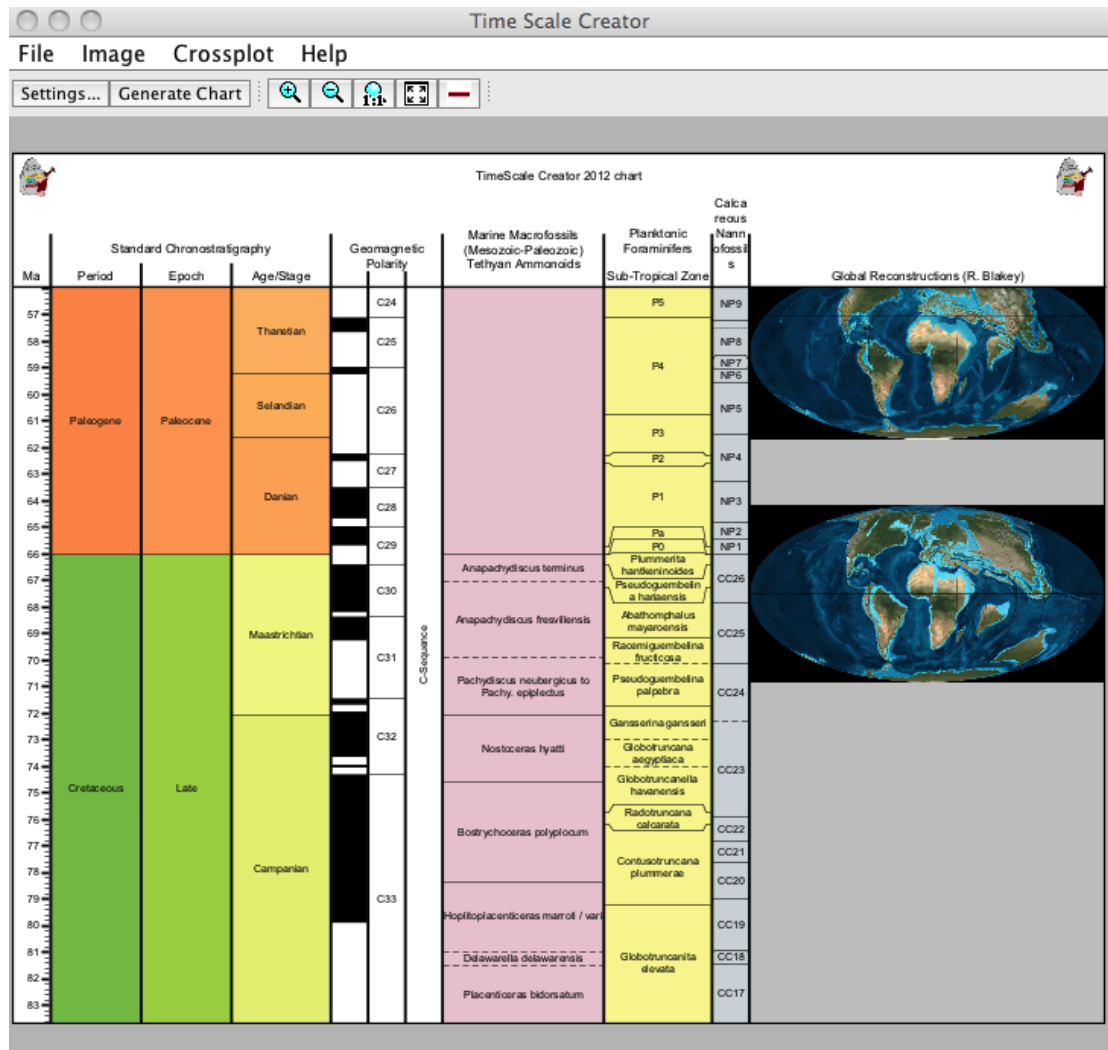 Time Scale Creator
File Image Crossplot Help
Settings... Generate Chart 1:1
TimeScale Creator 2012 chart
Standard Chronostratigraphy
Geomagnetic
Polarity
Marine Macrofossils
(Mesozoic-Paleozoic)
Tethyan Ammonoids
Planktonic
Foraminifers
Calca
reous
Nann
ofossil
s
Ma
Period
Epoch
Age/Stage
Sub-Tropical Zone
Global Reconstructions (R. Blakey)
57
58
59
60
61
62
63
64
65
66
67
68
69
70
71
72
73
74
75
76
77
78
79
80
81
82
83
Paleogene
Cretaceous
Paleocene
Late
Thanetian
Selandian
Danian
Maastrichtian
Campanian
C24
C25
C26
C27
C28
C29
C30
C31
C32
C33
C-Sequence
Anapachydiscus terminus
Anapachydiscus fresvillensis
Pachydiscus neubergicus to
Pachy. epiplectus
Nostoceras hyatti
Bostrychoceras polyplocum
Hoplitoplacenticeras marroti / vari
Delawarella delawarensis
Placenticeras bidorsatum
P5
P4
P3
P2
P1
Pa
P0
Plummerita
hantkeninoides
Pseudoguembelin
a hariaensis
Abathomphalus
mayaroensis
Racemiguembelina
fructicosa
Pseudoguembelina
palpebra
Gansserina gansseri
Globotruncana
aegyptiaca
Globotruncanella
havanensis
Radotruncana
calcarata
Contusotruncana
plummerae
Globotruncanita
elevata
NP9
NP8
NP7
NP6
NP5
NP4
NP3
NP2
NP1
CC26
CC25
CC24
CC23
CC22
CC21
CC20
CC19
CC18
CC17